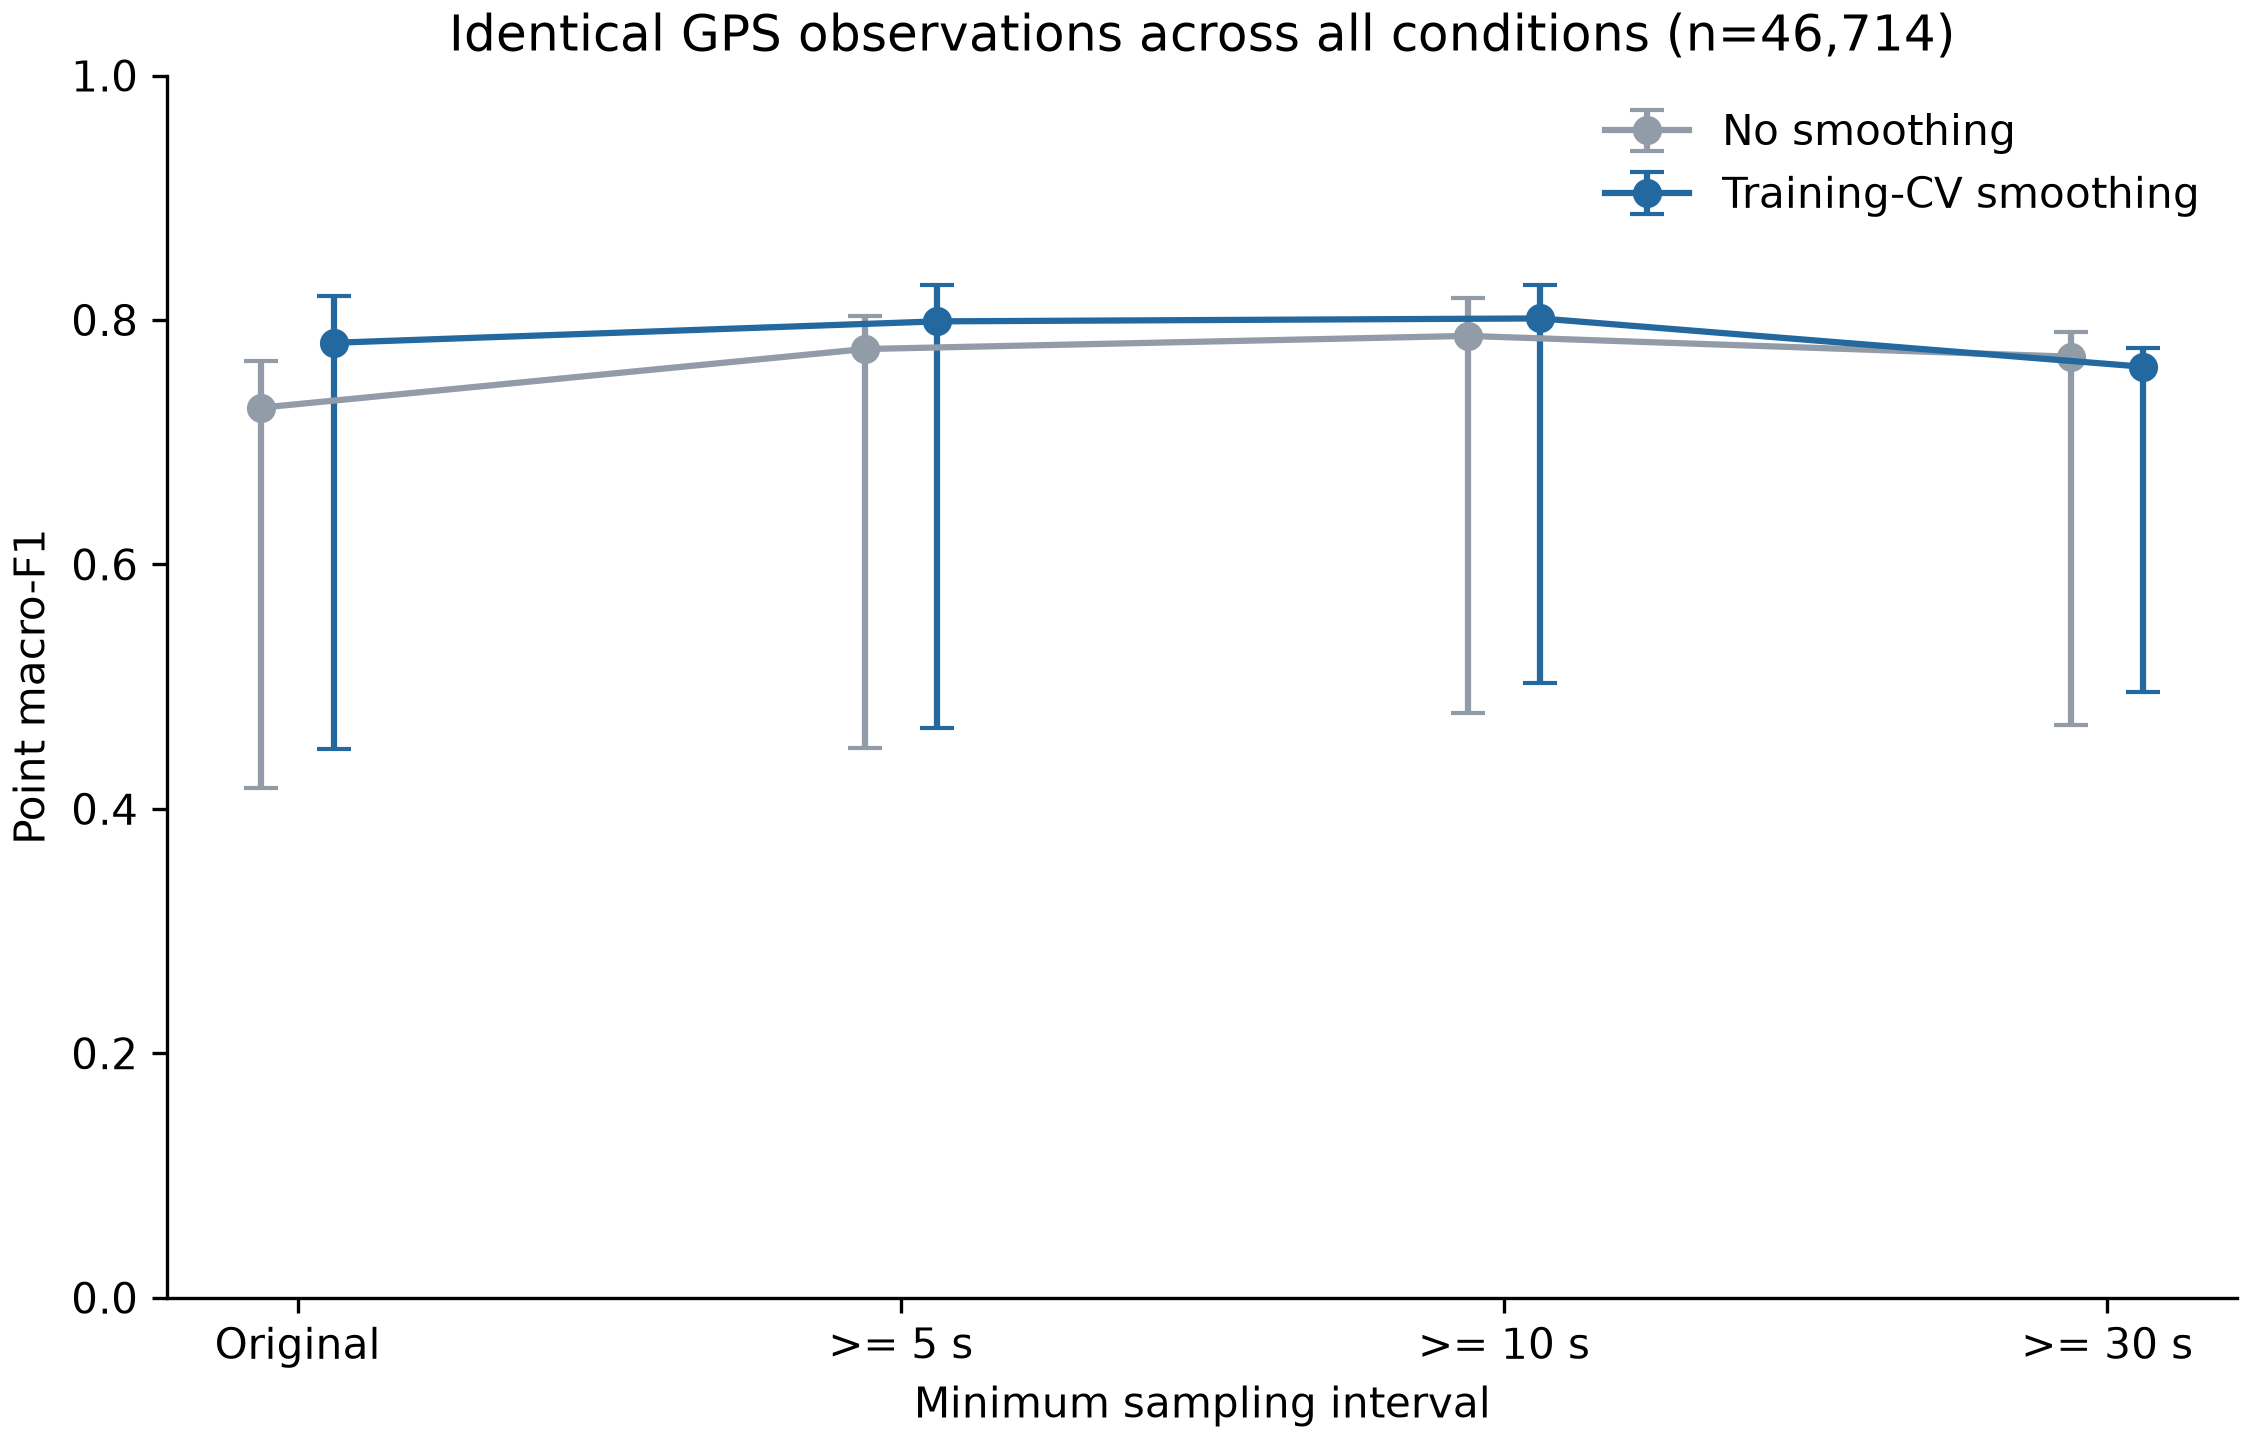 Identical GPS observations across all conditions (n=46,714)
No smoothing
Training-CV smoothing
Point macro-F1
1.0
0.8
0.6
0.4
0.2
0.0
Original
>= 5 s
>= 10 s
>= 30 s
Minimum sampling interval